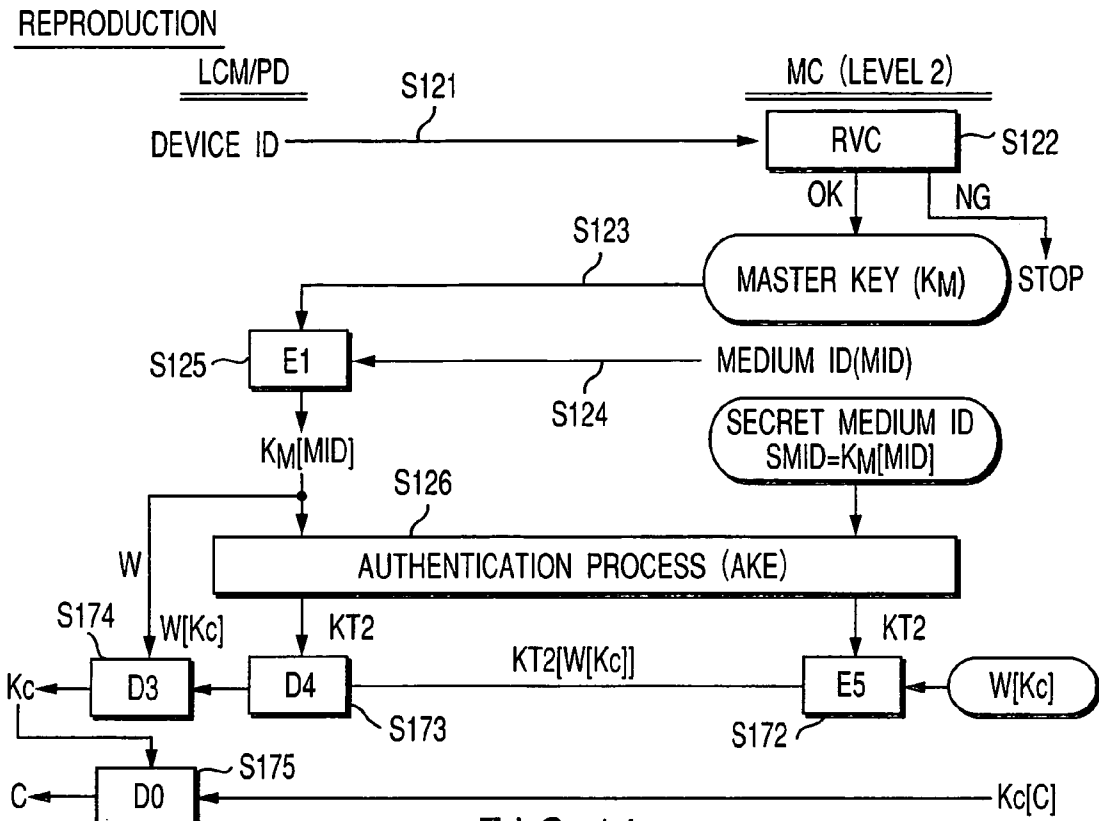 REPRODUCTION
LCM/PD
MC (LEVEL 2)
S121
DEVICE ID
RVC
S122
OK
NG
S123
MASTER KEY (KM)
STOP
S125
E1
MEDIUM ID(MID)
S124
SECRET MEDIUM ID
SMID=KM[MID]
KM[MID]
S126
AUTHENTICATION PROCESS (AKE)
W
S174
W[Kc]
KT2
KT2
KT2[W[Kc]]
Kc
D3
D4
E5
W[Kc]
S173
S172
S175
C
D0
Kc[C]